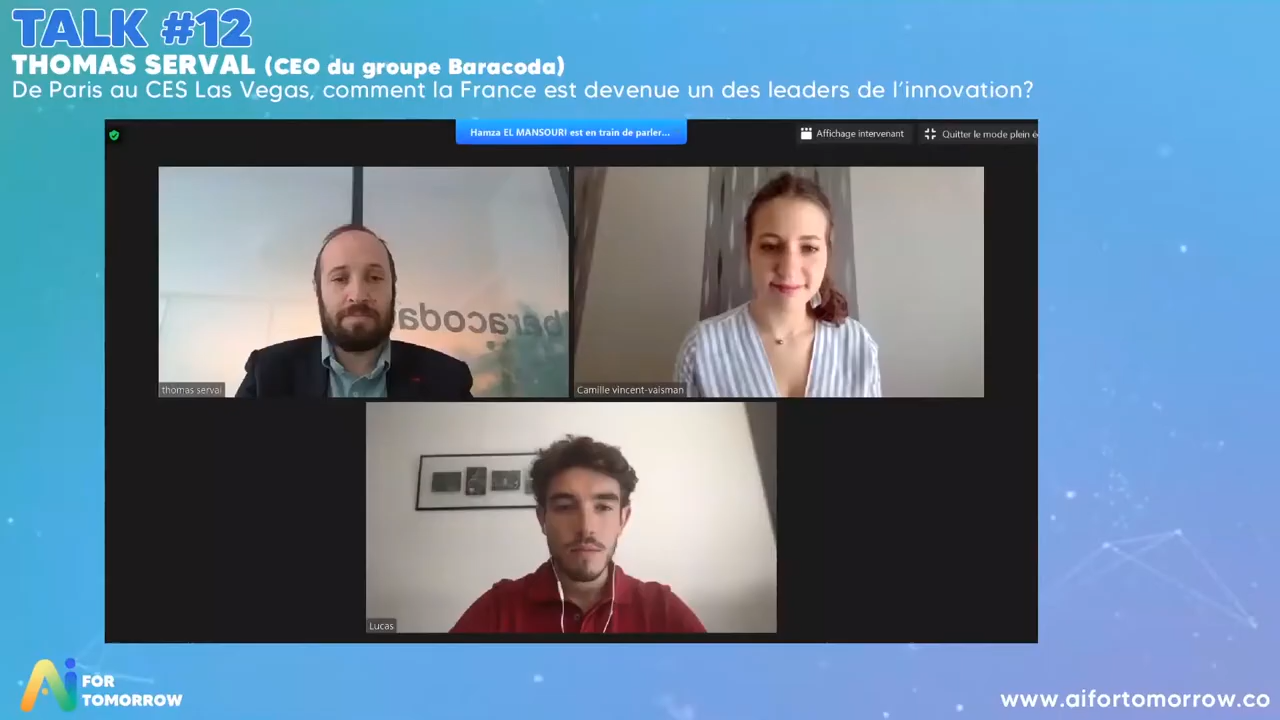 TALK #12
THOMAS SERVAL (CEO du groupe Baracoda)
De Paris au CES Las Vegas, comment la France est devenue un des leaders de l'innovation?
Hamza EL MANSOURI est en train de parler...
Affichage intervenant
Quitter le mode plein é
baracoda
thomas serval
Camille vincent-vaisman
Lucas
Ai FOR
TOMORROW
www.aifortomorrow.co